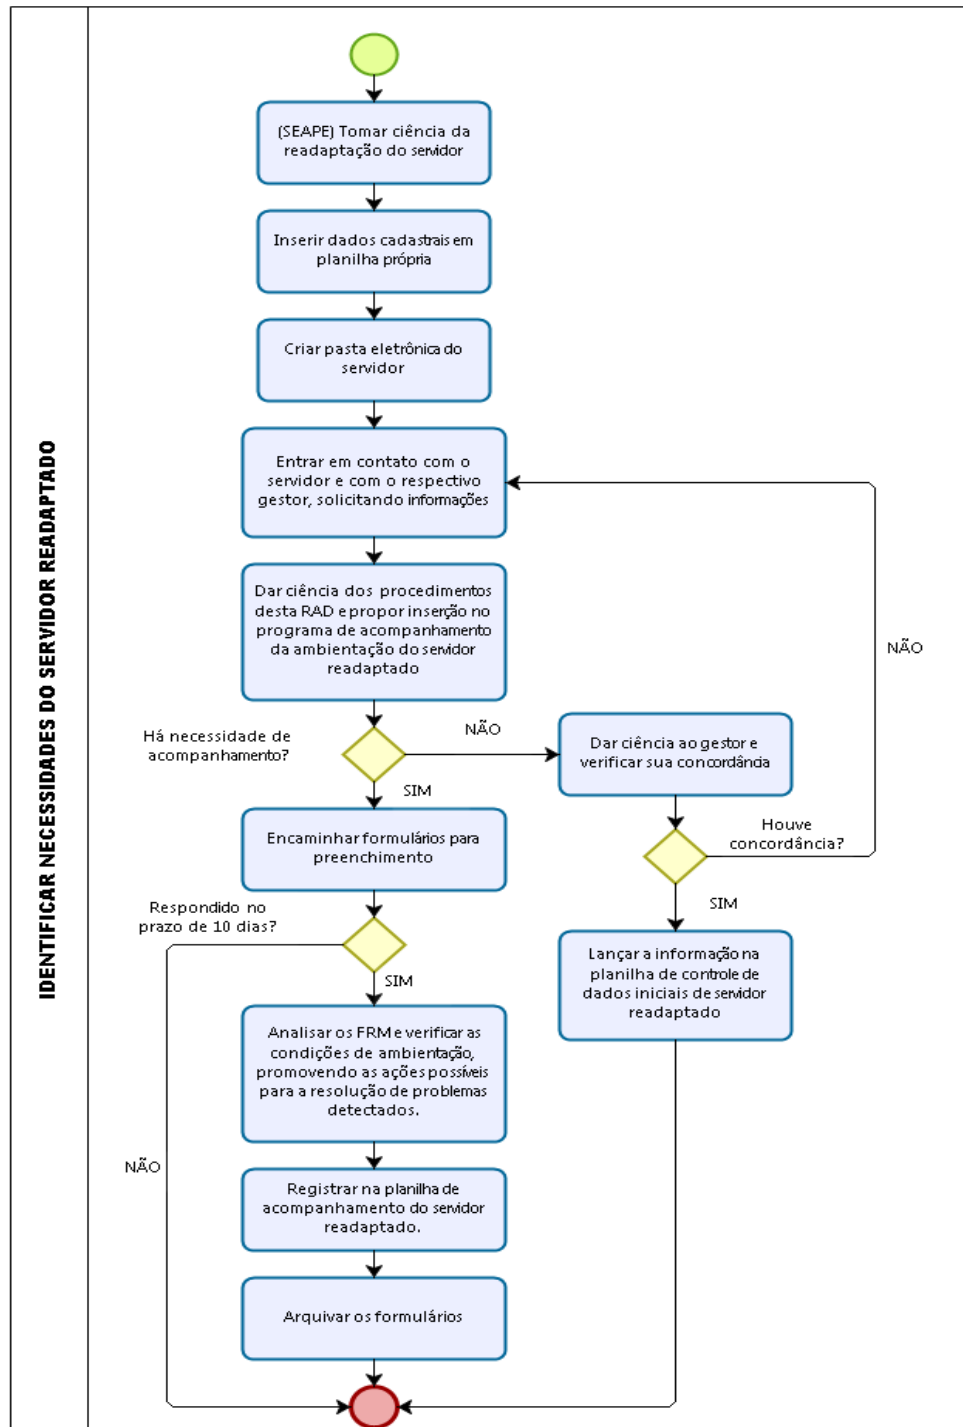 IDENTIFICAR NECESSIDADES DO SERVIDOR READAPTADO
(SEAPE) Tomar ciência da
readaptação do servidor
Inserir dados cadastrais em
planilha própria
Criar pasta eletrônica do
servidor
Entrar em contato com o
servidor e com o respectivo
gestor, solicitando informações
Dar ciência dos procedimentos
desta RAD e propor inserção no
programa de acompanhamento
da ambientação do servidor
readaptado
Há necessidade de
acompanhamento?
NÃO
SIM
Dar ciência ao gestor e
verificar sua concordância
Houve
concordância?
NÃO
SIM
Lançar a informação na
planilha de controle de
dados iniciais de servidor
readaptado
Encaminhar formulários para
preenchimento
Respondido no
prazo de 10 dias?
SIM
NÃO
Analisar os FRM e verificar as
condições de ambientação,
promovendo as ações possíveis
para a resolução de problemas
detectados.
Registrar na planilha de
acompanhamento do servidor
readaptado.
Arquivar os formulários